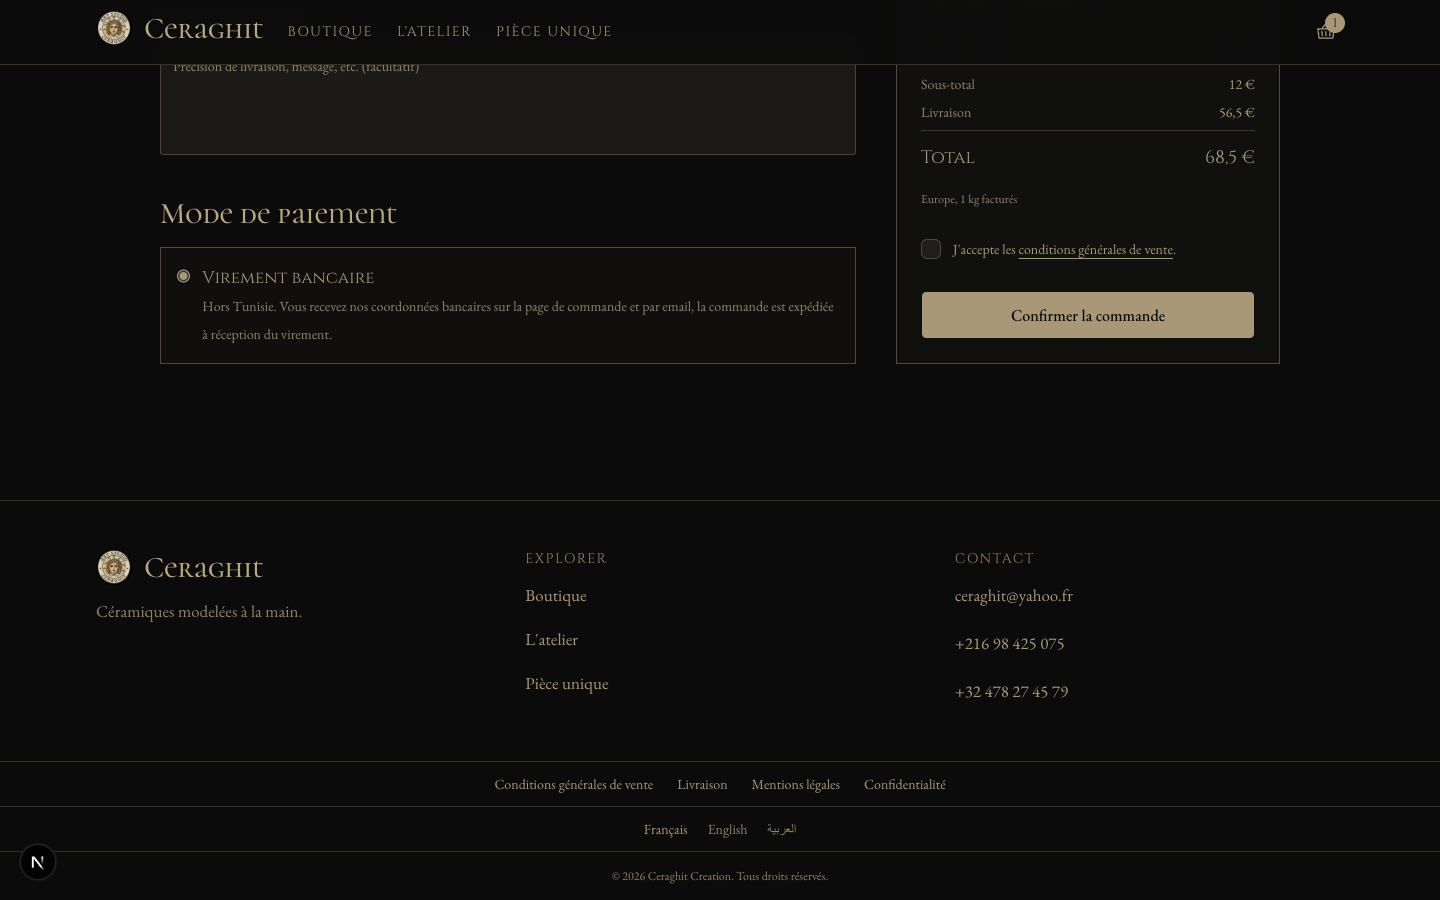 Ceraghit BOUTIQUE L'ATELIER PIÈCE UNIQUE 1
Précision de livraison, message, etc. (facultatif)
Sous-total 12 €
Livraison 56,5 €
Total 68,5 €
Europe, 1 kg facturés
J'accepte les conditions générales de vente.
Confirmer la commande
Mode de paiement
Virement bancaire
Hors Tunisie. Vous recevez nos coordonnées bancaires sur la page de commande et par email, la commande est expédiée
à réception du virement.
Ceraghit
Céramiques modelées à la main.
EXPLORER
Boutique
L'atelier
Pièce unique
CONTACT
ceraghit@yahoo.fr
+216 98 425 075
+32 478 27 45 79
Conditions générales de vente Livraison Mentions légales Confidentialité
Français English العربية
N
© 2026 Ceraghit Creation. Tous droits réservés.